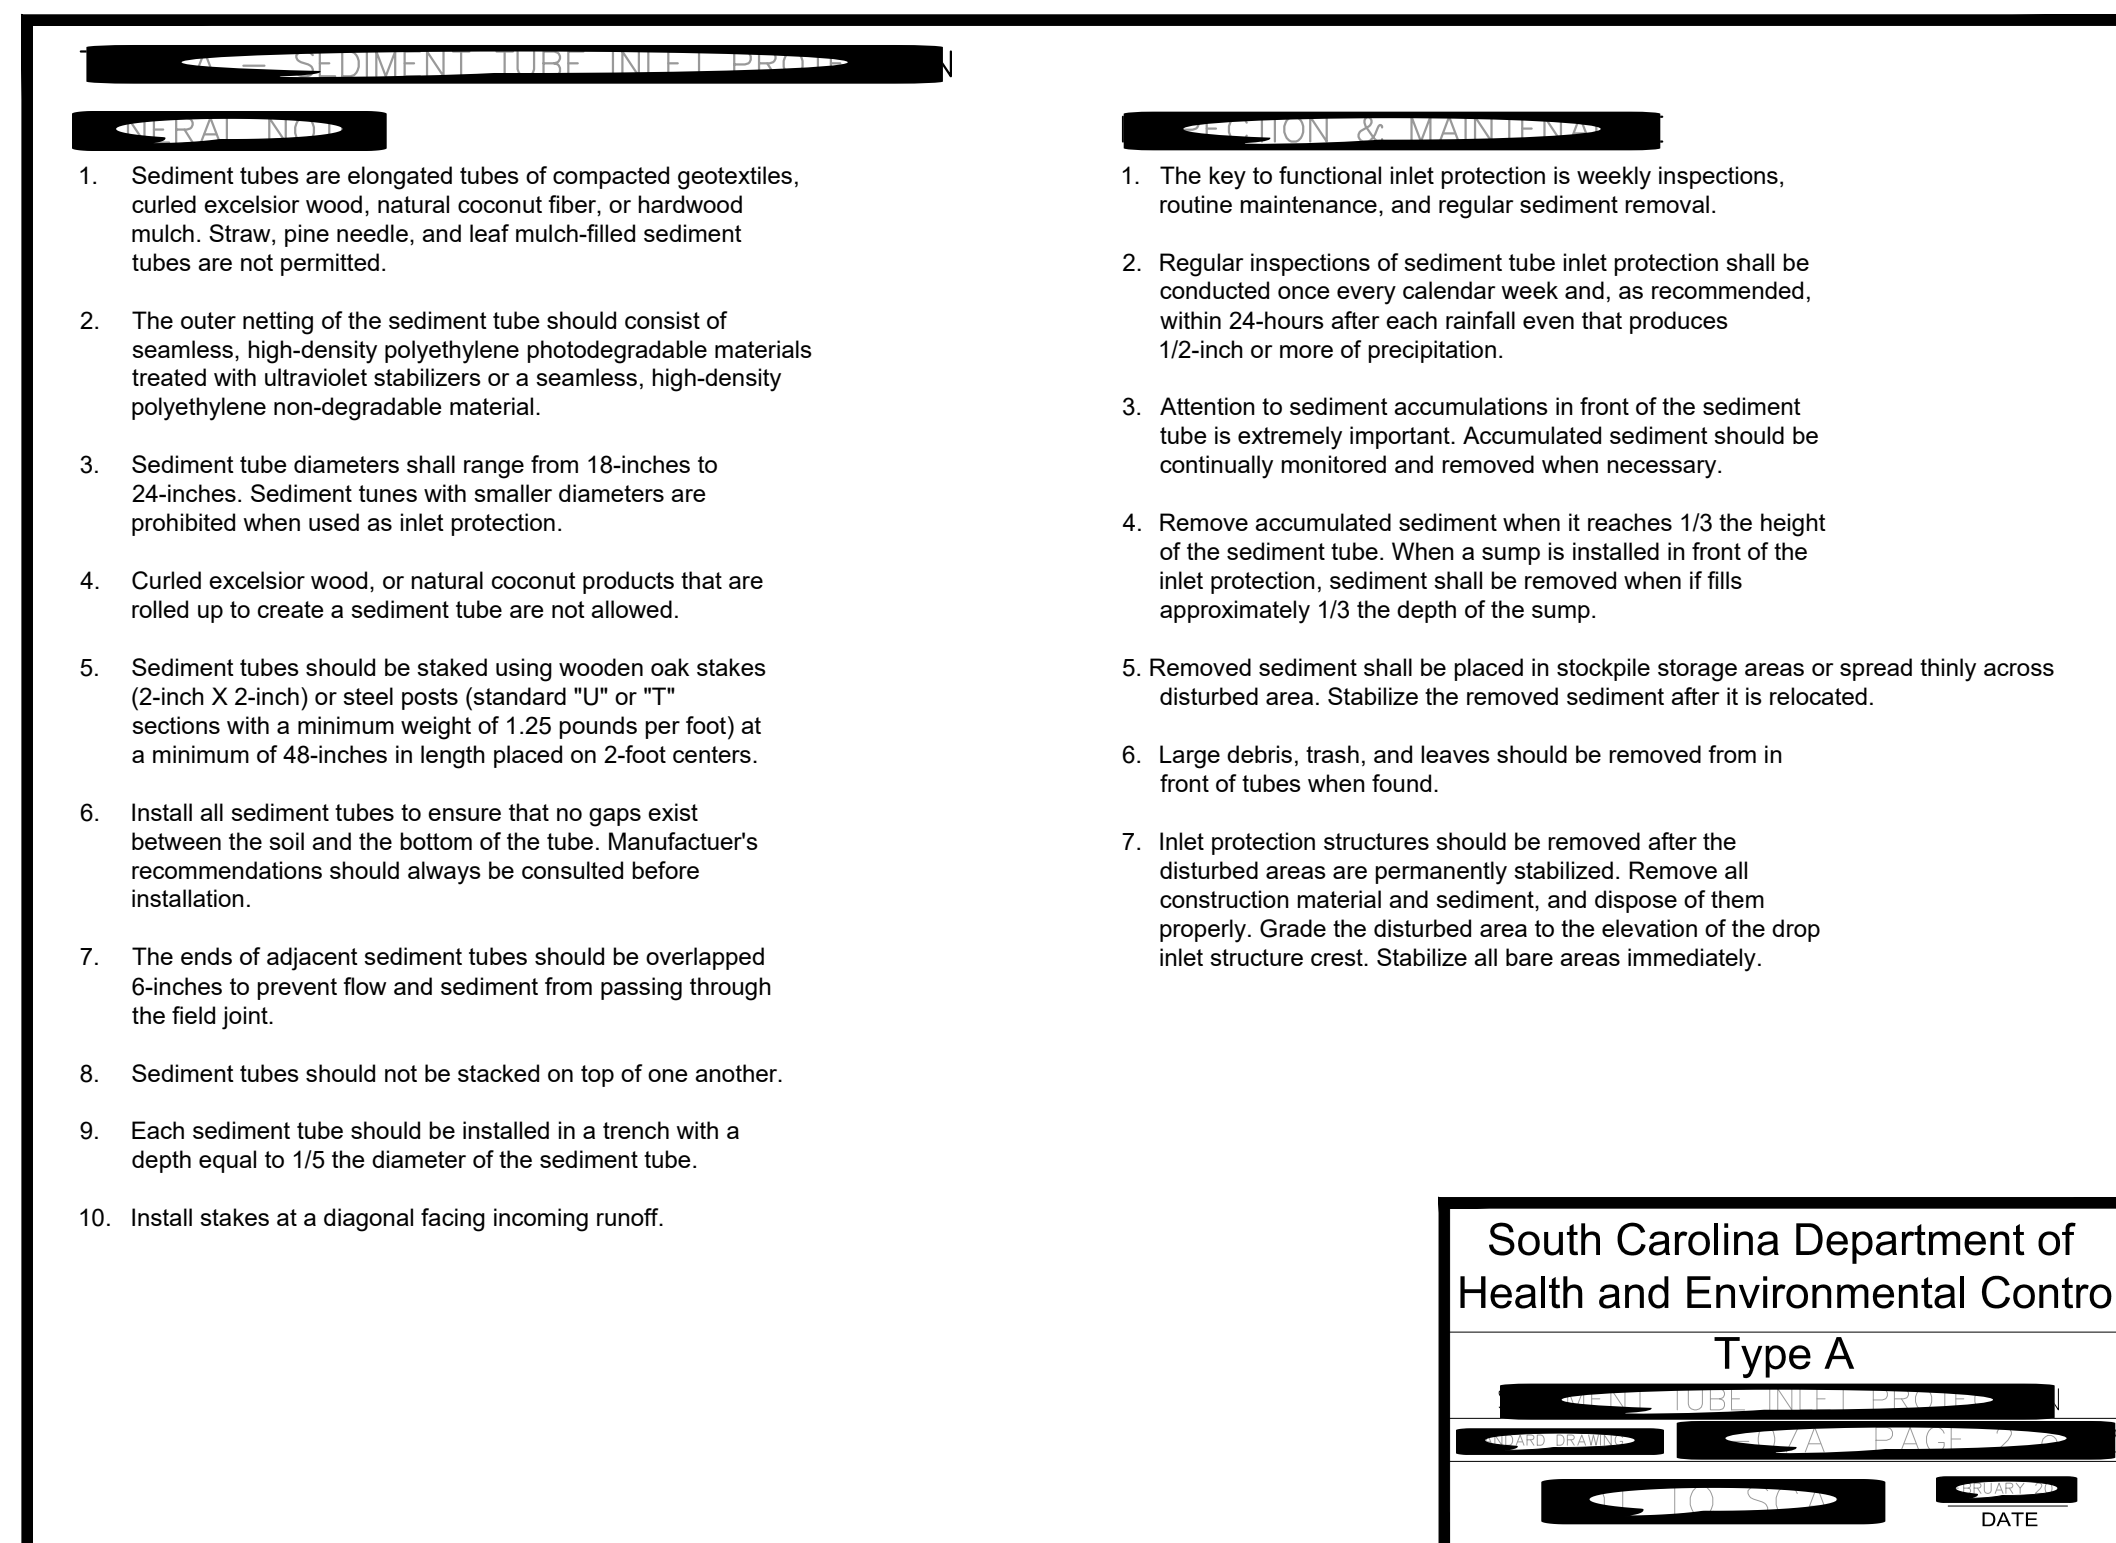 SEDIMENT TUBE INLET
1. Sediment tubes are elongated tubes of compacted geotextiles,
curled excelsior wood, natural coconut fiber, or hardwood
mulch. Straw, pine needle, and leaf mulch-filled sediment
tubes are not permitted.
2. The outer netting of the sediment tube should consist of
seamless, high-density polyethylene photodegradable materials
treated with ultraviolet stabilizers or a seamless, high-density
polyethylene non-degradable material.
3. Sediment tube diameters shall range from 18-inches to
24-inches. Sediment tunes with smaller diameters are
prohibited when used as inlet protection.
4. Curled excelsior wood, or natural coconut products that are
rolled up to create a sediment tube are not allowed.
5. Sediment tubes should be staked using wooden oak stakes
(2-inch X 2-inch) or steel posts (standard "U" or "T"
sections with a minimum weight of 1.25 pounds per foot) at
a minimum of 48-inches in length placed on 2-foot centers.
6. Install all sediment tubes to ensure that no gaps exist
between the soil and the bottom of the tube. Manufactuer's
recommendations should always be consulted before
installation.
7. The ends of adjacent sediment tubes should be overlapped
6-inches to prevent flow and sediment from passing through
the field joint.
8. Sediment tubes should not be stacked on top of one another.
9. Each sediment tube should be installed in a trench with a
depth equal to 1/5 the diameter of the sediment tube.
10. Install stakes at a diagonal facing incoming runoff.
&
1. The key to functional inlet protection is weekly inspections,
routine maintenance, and regular sediment removal.
2. Regular inspections of sediment tube inlet protection shall be
conducted once every calendar week and, as recommended,
within 24-hours after each rainfall even that produces
1/2-inch or more of precipitation.
3. Attention to sediment accumulations in front of the sediment
tube is extremely important. Accumulated sediment should be
continually monitored and removed when necessary.
4. Remove accumulated sediment when it reaches 1/3 the height
of the sediment tube. When a sump is installed in front of the
inlet protection, sediment shall be removed when if fills
approximately 1/3 the depth of the sump.
5. Removed sediment shall be placed in stockpile storage areas or spread thinly across
disturbed area. Stabilize the removed sediment after it is relocated.
6. Large debris, trash, and leaves should be removed from in
front of tubes when found.
7. Inlet protection structures should be removed after the
disturbed areas are permanently stabilized. Remove all
construction material and sediment, and dispose of them
properly. Grade the disturbed area to the elevation of the drop
inlet structure crest. Stabilize all bare areas immediately.
South Carolina Department of
Health and Environmental Contro
Type A
TUBE INLET
DRAWING
PAGE 2
TO
DATE